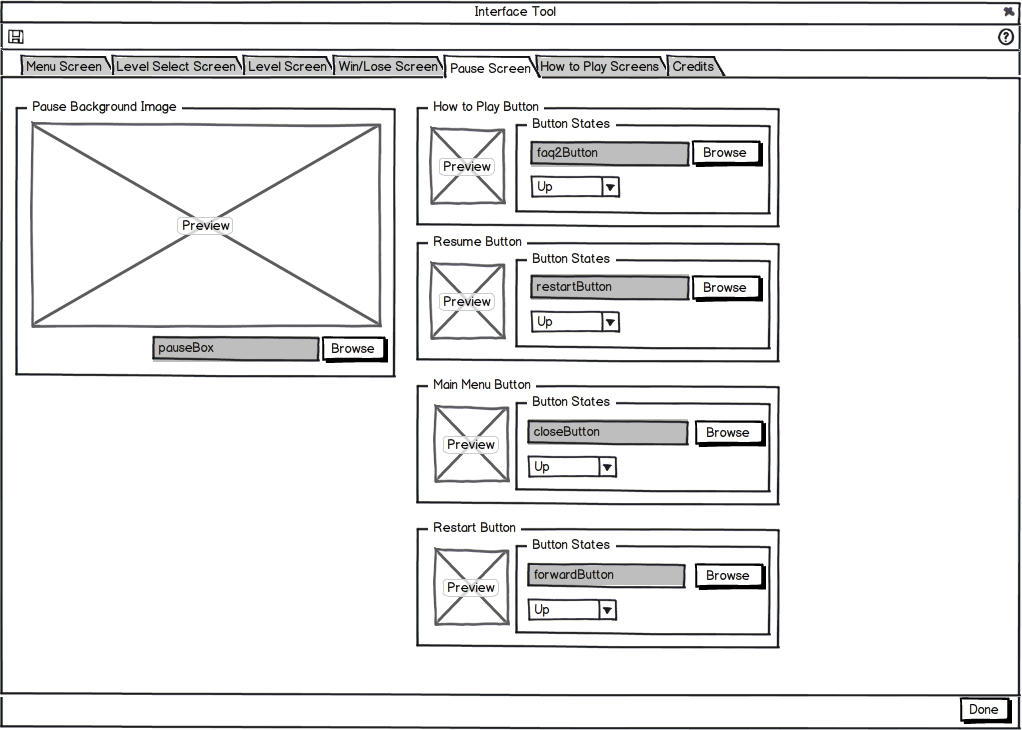 Interface Tool
Menu Screen Level Select Screen Level Screen Win/Lose Screen Pause Screen How to Play Screens Credits
Pause Background Image
Preview
pauseBox Browse
How to Play Button
Preview
Button States
faq2Button Browse
Up
Resume Button
Preview
Button States
restartButton Browse
Up
Main Menu Button
Preview
Button States
closeButton Browse
Up
Restart Button
Preview
Button States
forwardButton Browse
Up
Done